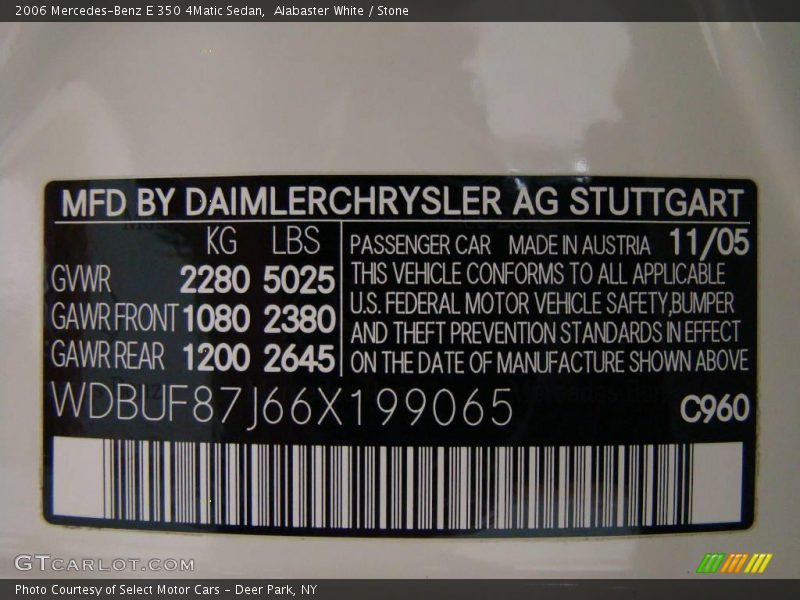 2006 Mercedes-Benz E 350 4Matic Sedan,  Alabaster White / Stone
MFD BY DAIMLERCHRYSLER AG STUTTGART
KG LBS
GVWR 2280 5025
GAWR FRONT 1080 2380
GAWR REAR 1200 2645
PASSENGER CAR MADE IN AUSTRIA 11/05
THIS VEHICLE CONFORMS TO ALL APPLICABLE
U.S. FEDERAL MOTOR VEHICLE SAFETY,BUMPER
AND THEFT PREVENTION STANDARDS IN EFFECT
ON THE DATE OF MANUFACTURE SHOWN ABOVE
WDBUF87J66X199065 C960
GTCARLOT.COM
Photo Courtesy of Select Motor Cars - Deer Park, NY